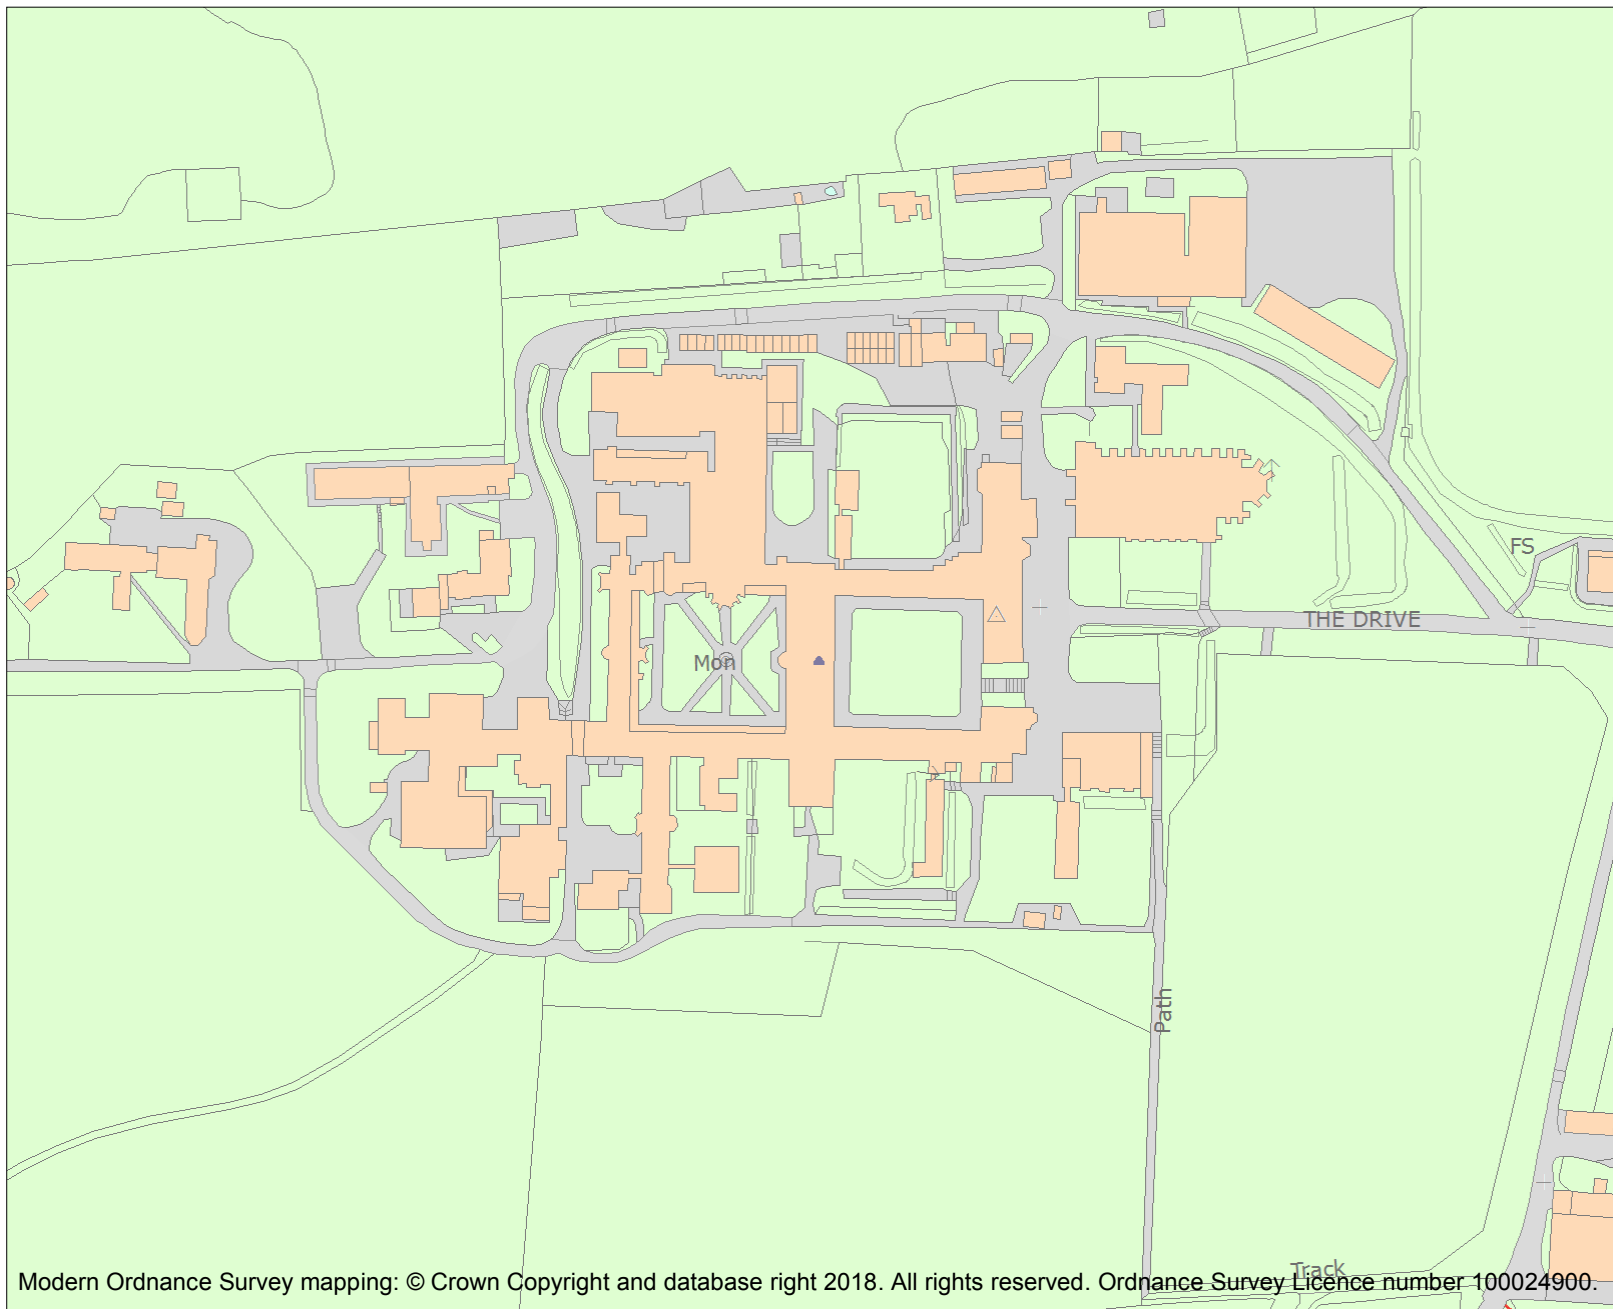 FS
THE DRIVE
Mon
Path
Track
Modern Ordnance Survey mapping: © Crown Copyright and database right 2018. All rights reserved. Ordnance Survey Licence number 100024900.